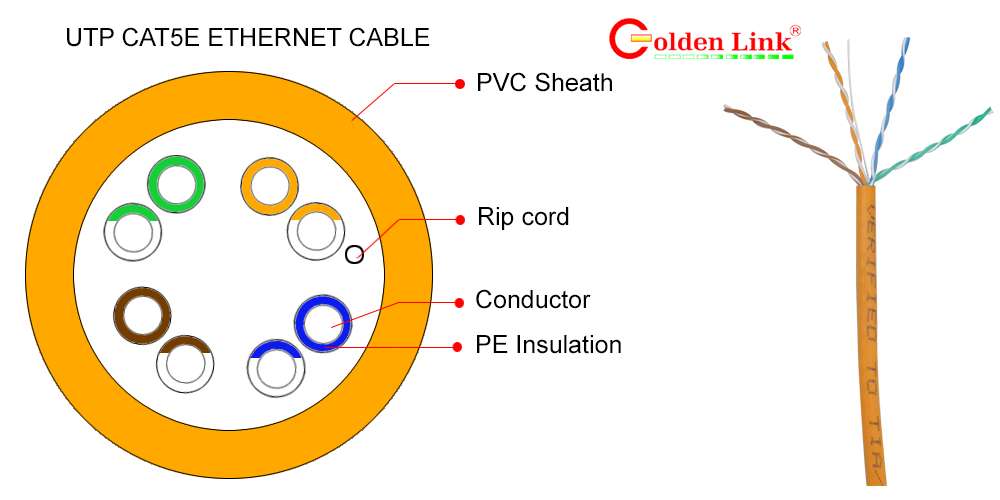 UTP CAT5E ETHERNET CABLE
Golden Link®
PVC Sheath
Rip cord
Conductor
PE Insulation
VERIFIED TO TIA/